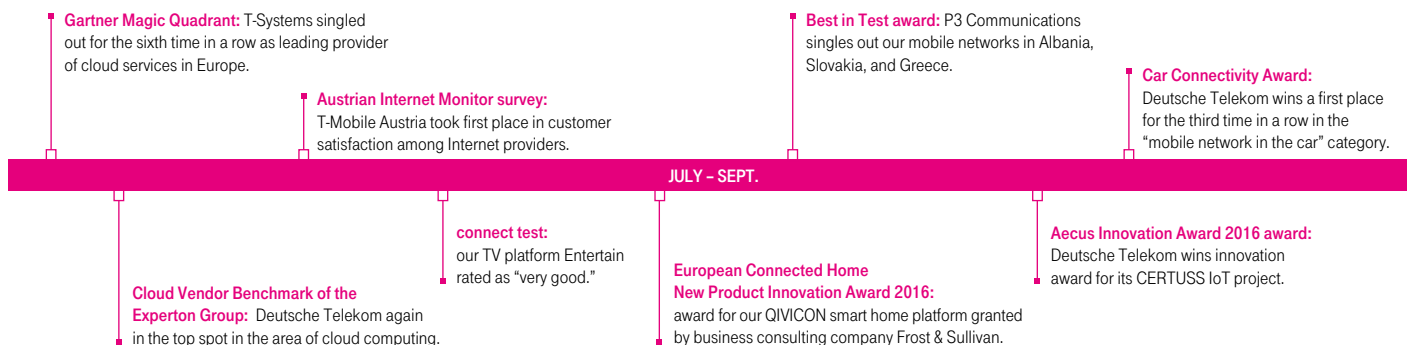 Gartner Magic Quadrant: T-Systems singled
out for the sixth time in a row as leading provider
of cloud services in Europe.
Austrian Internet Monitor survey:
T-Mobile Austria took first place in customer
satisfaction among Internet providers.
Best in Test award: P3 Communications
singles out our mobile networks in Albania,
Slovakia, and Greece.
Car Connectivity Award:
Deutsche Telekom wins a first place
for the third time in a row in the
“mobile network in the car” category.
JULY – SEPT.
Cloud Vendor Benchmark of the
Experton Group: Deutsche Telekom again
in the top spot in the area of cloud computing.
connect test:
our TV platform Entertain
rated as “very good.”
European Connected Home
New Product Innovation Award 2016:
award for our QIVICON smart home platform granted
by business consulting company Frost & Sullivan.
Aecus Innovation Award 2016 award:
Deutsche Telekom wins innovation
award for its CERTUSS IoT project.